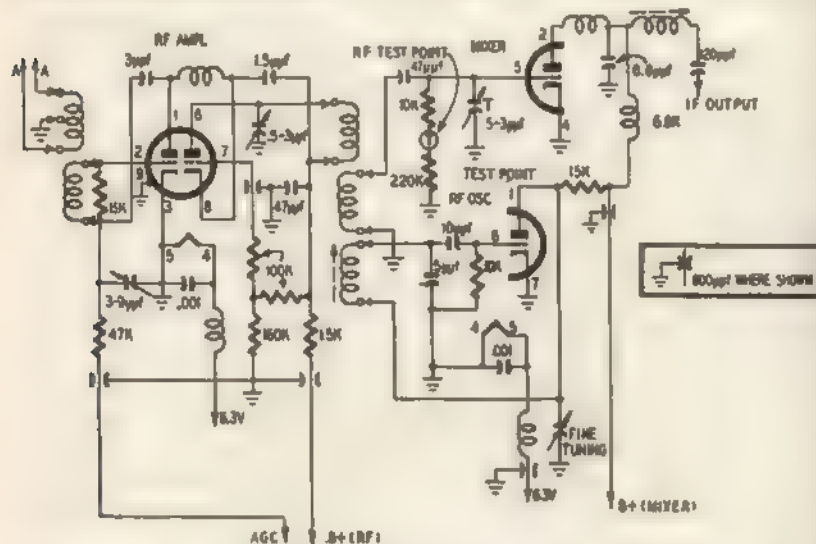 RF AMPL
3μμf
1.5μμf
A
A
1
6
2
9
7
3
8
15K
.5-3μμf
47μμf
5
4
100K
3-9μμf
.001
47K
160K
1.5K
6.3V
AGC
B+(RF)
RF TEST POINT
47μμf
10K
220K
MIXER
T
.5-3μμf
2
5
4
TEST POINT
RF OSC
10μμf
1
6
7
15K
4
5
.001
FINE
TUNING
6.3V
B+(MIXER)
IF OUTPUT
6.8K
800μμf WHERE SHOWN